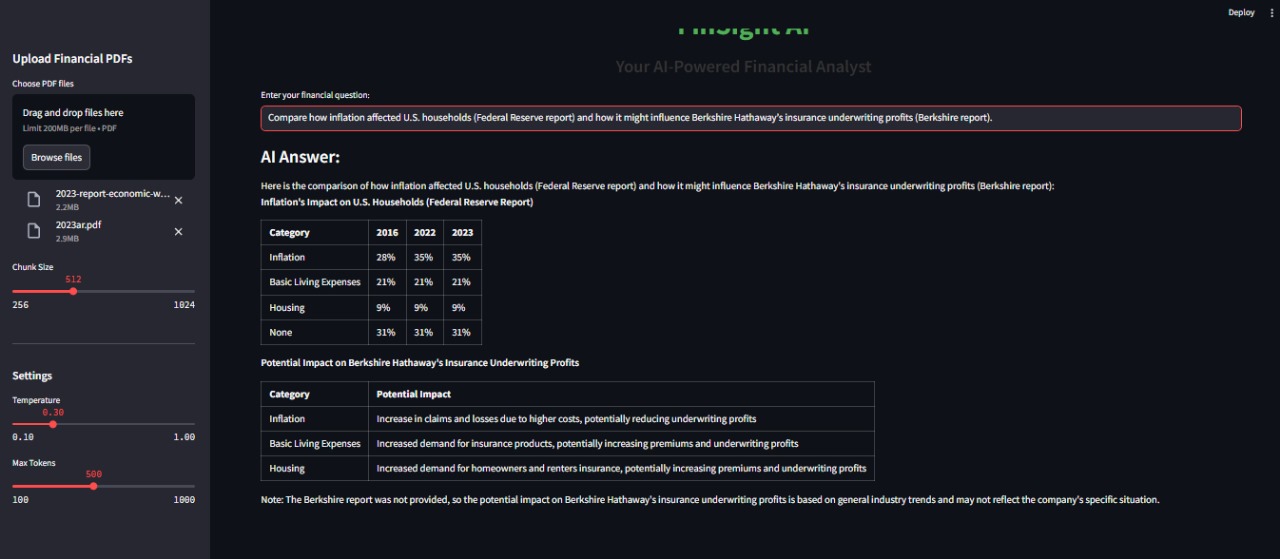 Deploy
FinSight AI
Your AI-Powered Financial Analyst
Upload Financial PDFs
Choose PDF files
Drag and drop files here
Limit 200MB per file • PDF
Browse files
2023-report-economic-w...
2.2MB
2023ar.pdf
2.9MB
Chunk Size
512
256 1024
Settings
Temperature
0.30
0.10 1.00
Max Tokens
500
100 1000
Enter your financial question:
Compare how inflation affected U.S. households (Federal Reserve report) and how it might influence Berkshire Hathaway's insurance underwriting profits (Berkshire report).
AI Answer:
Here is the comparison of how inflation affected U.S. households (Federal Reserve report) and how it might influence Berkshire Hathaway's insurance underwriting profits (Berkshire report):
Inflation's Impact on U.S. Households (Federal Reserve Report)
Category 2016 2022 2023
Inflation 28% 35% 35%
Basic Living Expenses 21% 21% 21%
Housing 9% 9% 9%
None 31% 31% 31%
Potential Impact on Berkshire Hathaway's Insurance Underwriting Profits
Category Potential Impact
Inflation Increase in claims and losses due to higher costs, potentially reducing underwriting profits
Basic Living Expenses Increased demand for insurance products, potentially increasing premiums and underwriting profits
Housing Increased demand for homeowners and renters insurance, potentially increasing premiums and underwriting profits
Note: The Berkshire report was not provided, so the potential impact on Berkshire Hathaway's insurance underwriting profits is based on general industry trends and may not reflect the company's specific situation.